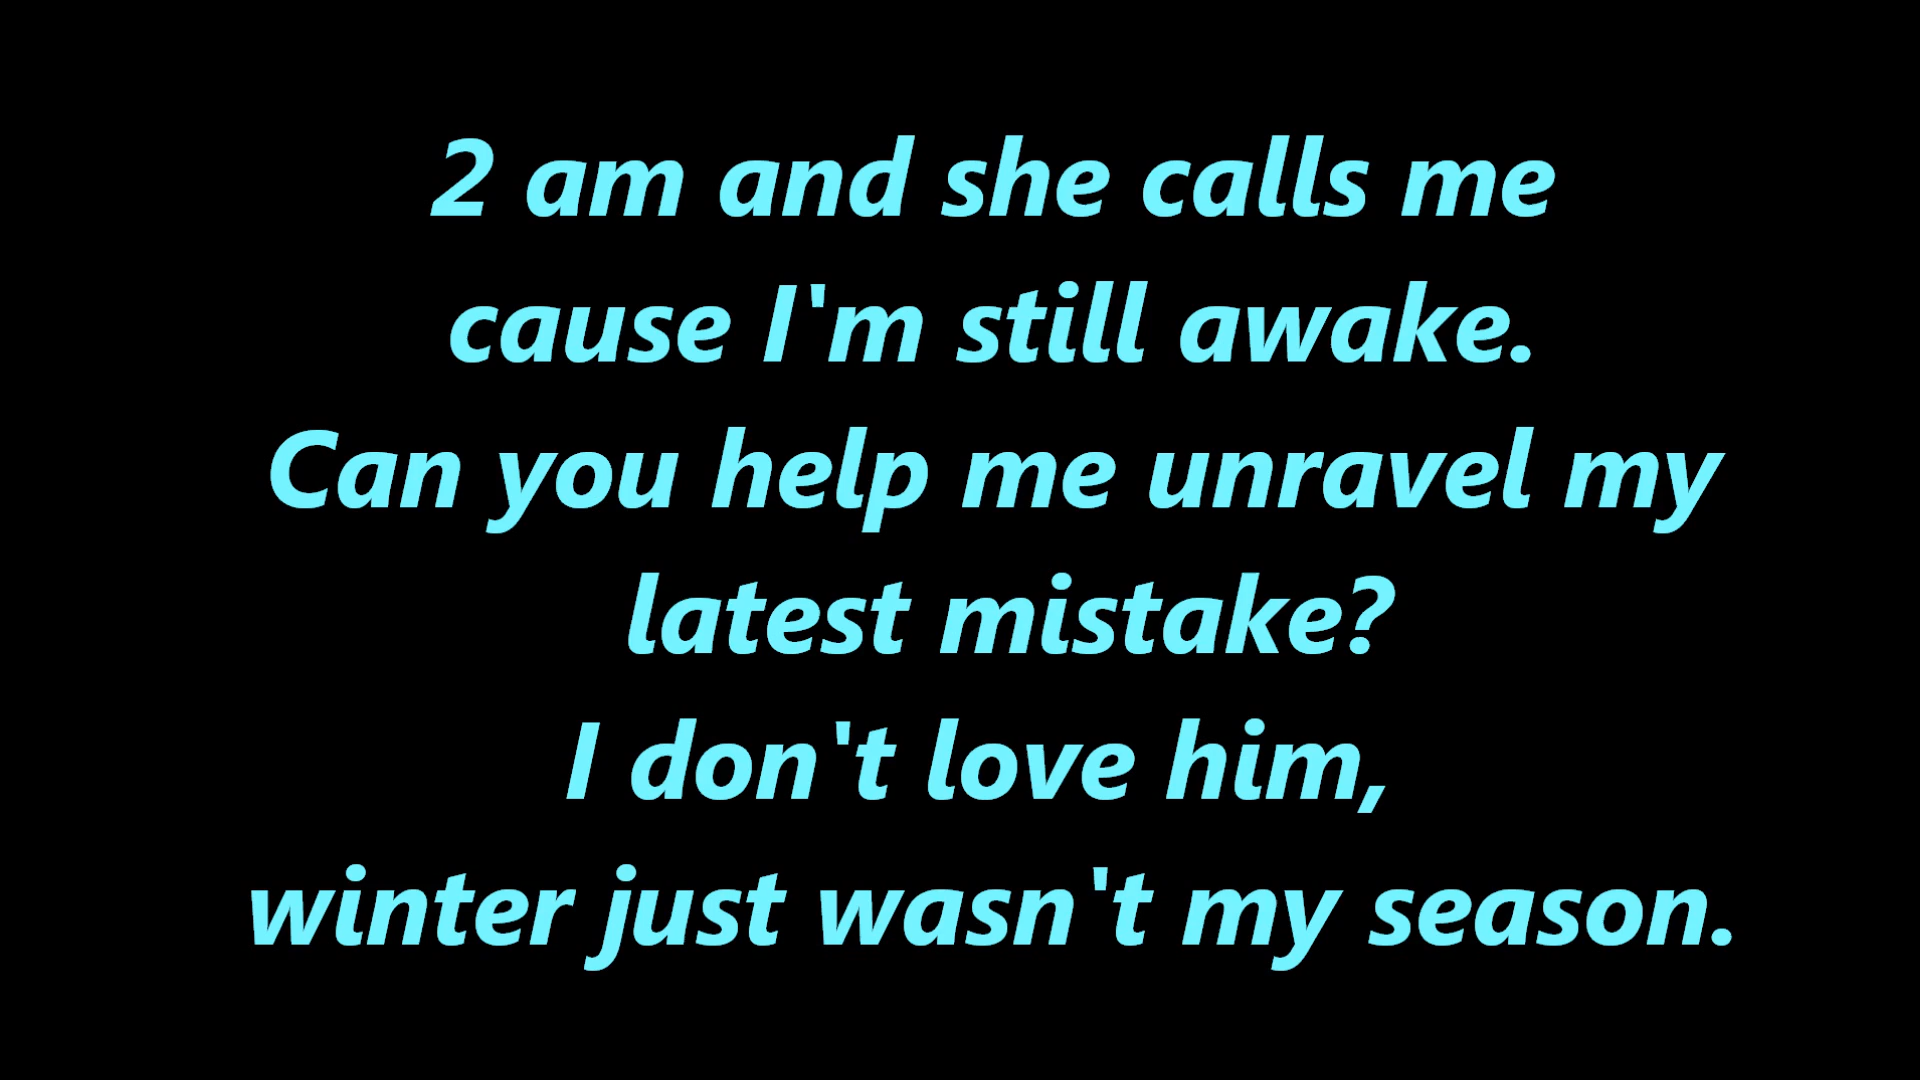 2 am and she calls me
cause I'm still awake.
Can you help me unravel my
latest mistake?
I don't love him,
winter just wasn't my season.